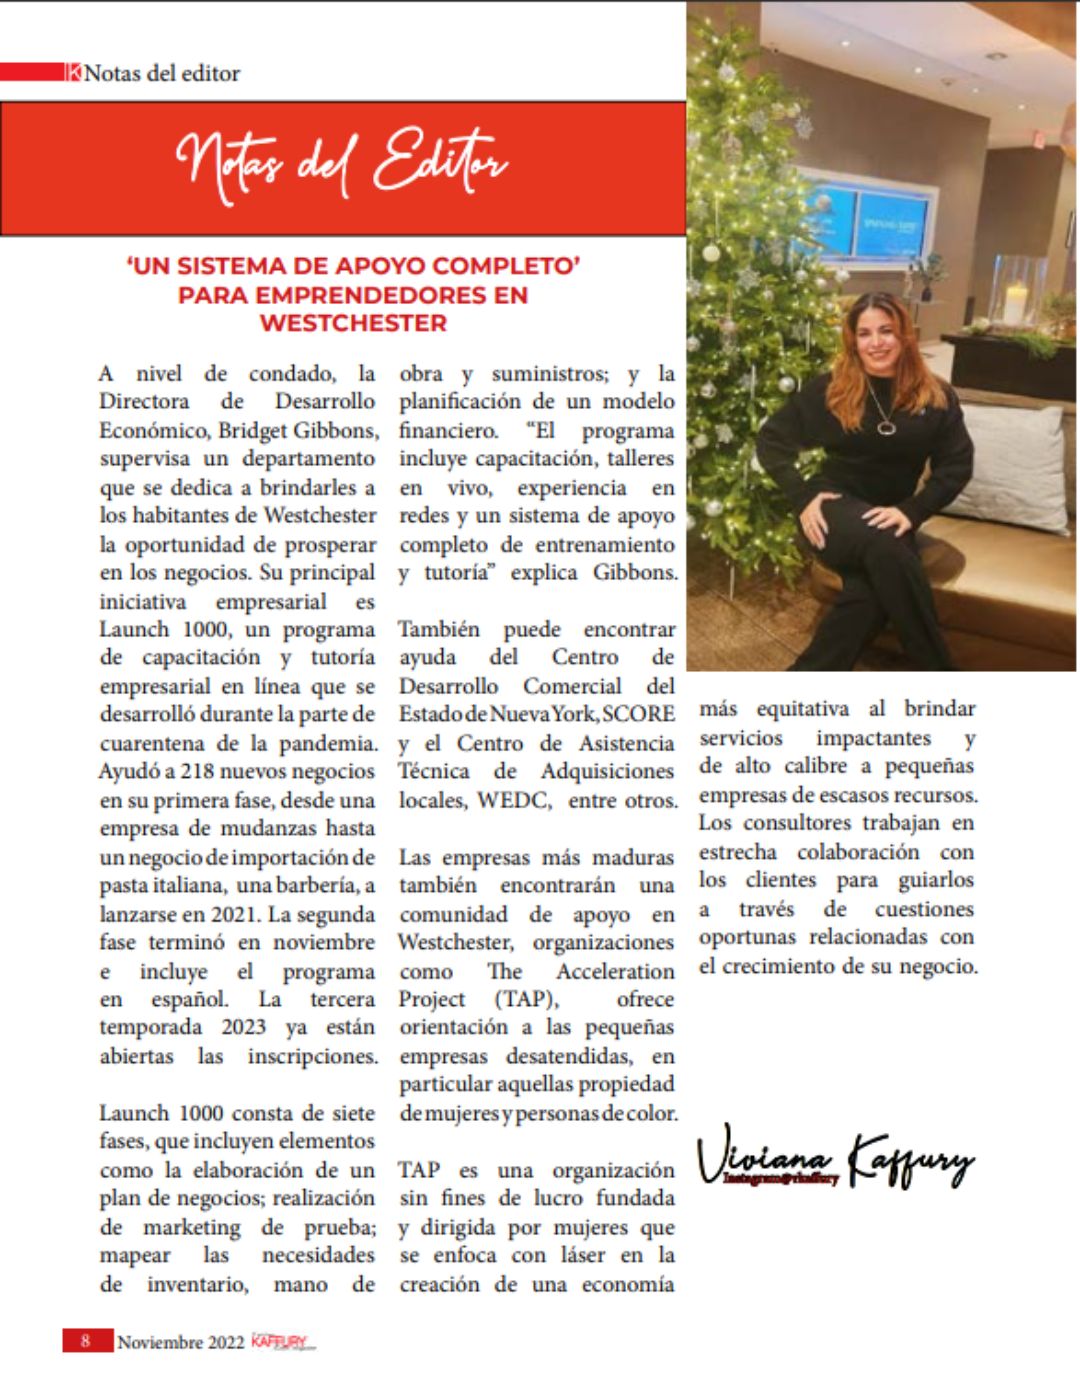 Notas del editor
Notas del Editor
‘UN SISTEMA DE APOYO COMPLETO’
PARA EMPRENDEDORES EN
WESTCHESTER
A nivel de condado, la
Directora de Desarrollo
Económico, Bridget Gibbons,
supervisa un departamento
que se dedica a brindarles a
los habitantes de Westchester
la oportunidad de prosperar
en los negocios. Su principal
iniciativa empresarial es
Launch 1000, un programa
de capacitación y tutoría
empresarial en línea que se
desarrolló durante la parte de
cuarentena de la pandemia.
Ayudó a 218 nuevos negocios
en su primera fase, desde una
empresa de mudanzas hasta
un negocio de importación de
pasta italiana, una barbería, a
lanzarse en 2021. La segunda
fase terminó en noviembre
e incluye el programa
en español. La tercera
temporada 2023 ya están
abiertas las inscripciones.
Launch 1000 consta de siete
fases, que incluyen elementos
como la elaboración de un
plan de negocios; realización
de marketing de prueba;
mapear las necesidades
de inventario, mano de
obra y suministros; y la
planificación de un modelo
financiero. “El programa
incluye capacitación, talleres
en vivo, experiencia en
redes y un sistema de apoyo
completo de entrenamiento
y tutoría” explica Gibbons.
También puede encontrar
ayuda del Centro de
Desarrollo Comercial del
Estado de Nueva York, SCORE
y el Centro de Asistencia
Técnica de Adquisiciones
locales, WEDC, entre otros.
Las empresas más maduras
también encontrarán una
comunidad de apoyo en
Westchester, organizaciones
como The Acceleration
Project (TAP), ofrece
orientación a las pequeñas
empresas desatendidas, en
particular aquellas propiedad
de mujeres y personas de color.
TAP es una organización
sin fines de lucro fundada
y dirigida por mujeres que
se enfoca con láser en la
creación de una economía
más equitativa al brindar
servicios impactantes y
de alto calibre a pequeñas
empresas de escasos recursos.
Los consultores trabajan en
estrecha colaboración con
los clientes para guiarlos
a través de cuestiones
oportunas relacionadas con
el crecimiento de su negocio.
Viviana Kaffury
Instagram@vkaffury
8 Noviembre 2022 KAFFURY